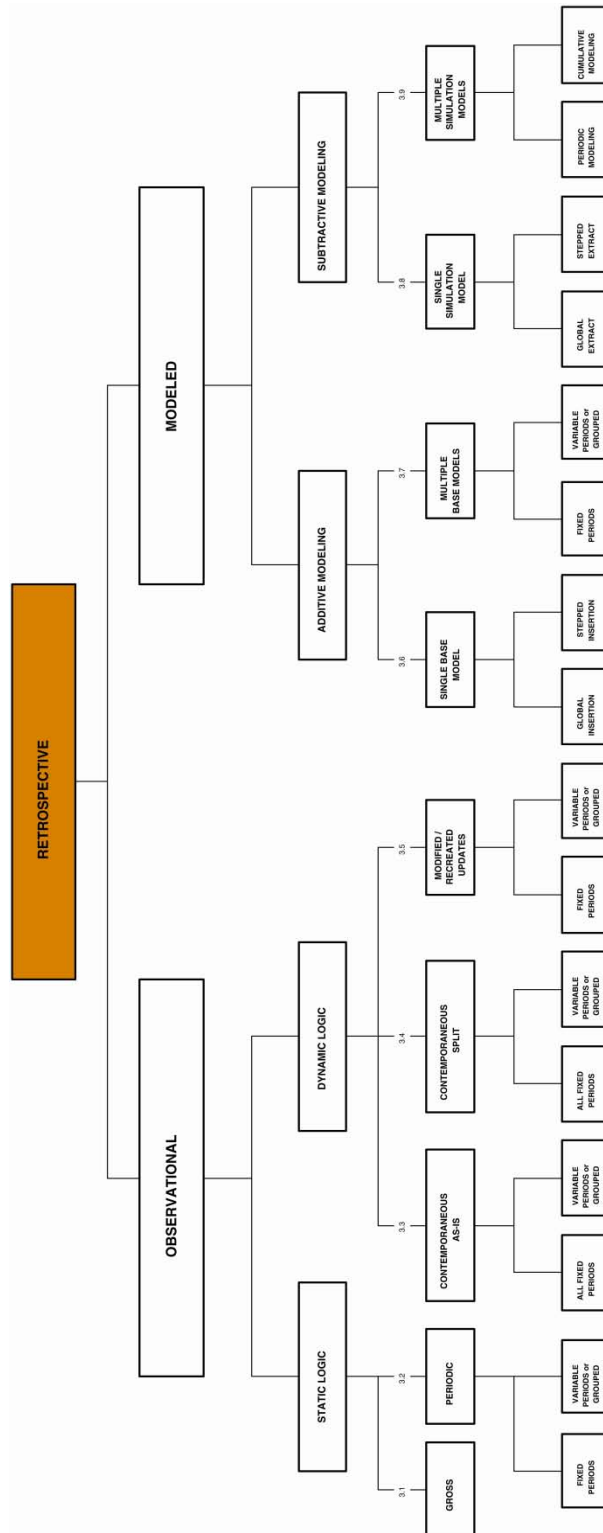 RETROSPECTIVE
OBSERVATIONAL
MODELED
STATIC LOGIC
DYNAMIC LOGIC
ADDITIVE MODELING
SUBTRACTIVE MODELING
3.1
3.2
3.3
3.4
3.5
3.6
3.7
3.8
3.9
GROSS
PERIODIC
CONTEMPORANEOUS
AS-IS
CONTEMPORANEOUS
SPLIT
MODIFIED /
RECREATED
UPDATES
SINGLE BASE
MODEL
MULTIPLE
BASE MODELS
SINGLE
SIMULATION
MODEL
MULTIPLE
SIMULATION
MODELS
FIXED
PERIODS
VARIABLE
PERIODS or
GROUPED
ALL FIXED
PERIODS
VARIABLE
PERIODS or
GROUPED
ALL FIXED
PERIODS
VARIABLE
PERIODS or
GROUPED
FIXED
PERIODS
VARIABLE
PERIODS or
GROUPED
GLOBAL
INSERTION
STEPPED
INSERTION
FIXED
PERIODS
VARIABLE
PERIODS or
GROUPED
GLOBAL
EXTRACT
STEPPED
EXTRACT
PERIODIC
MODELING
CUMULATIVE
MODELING